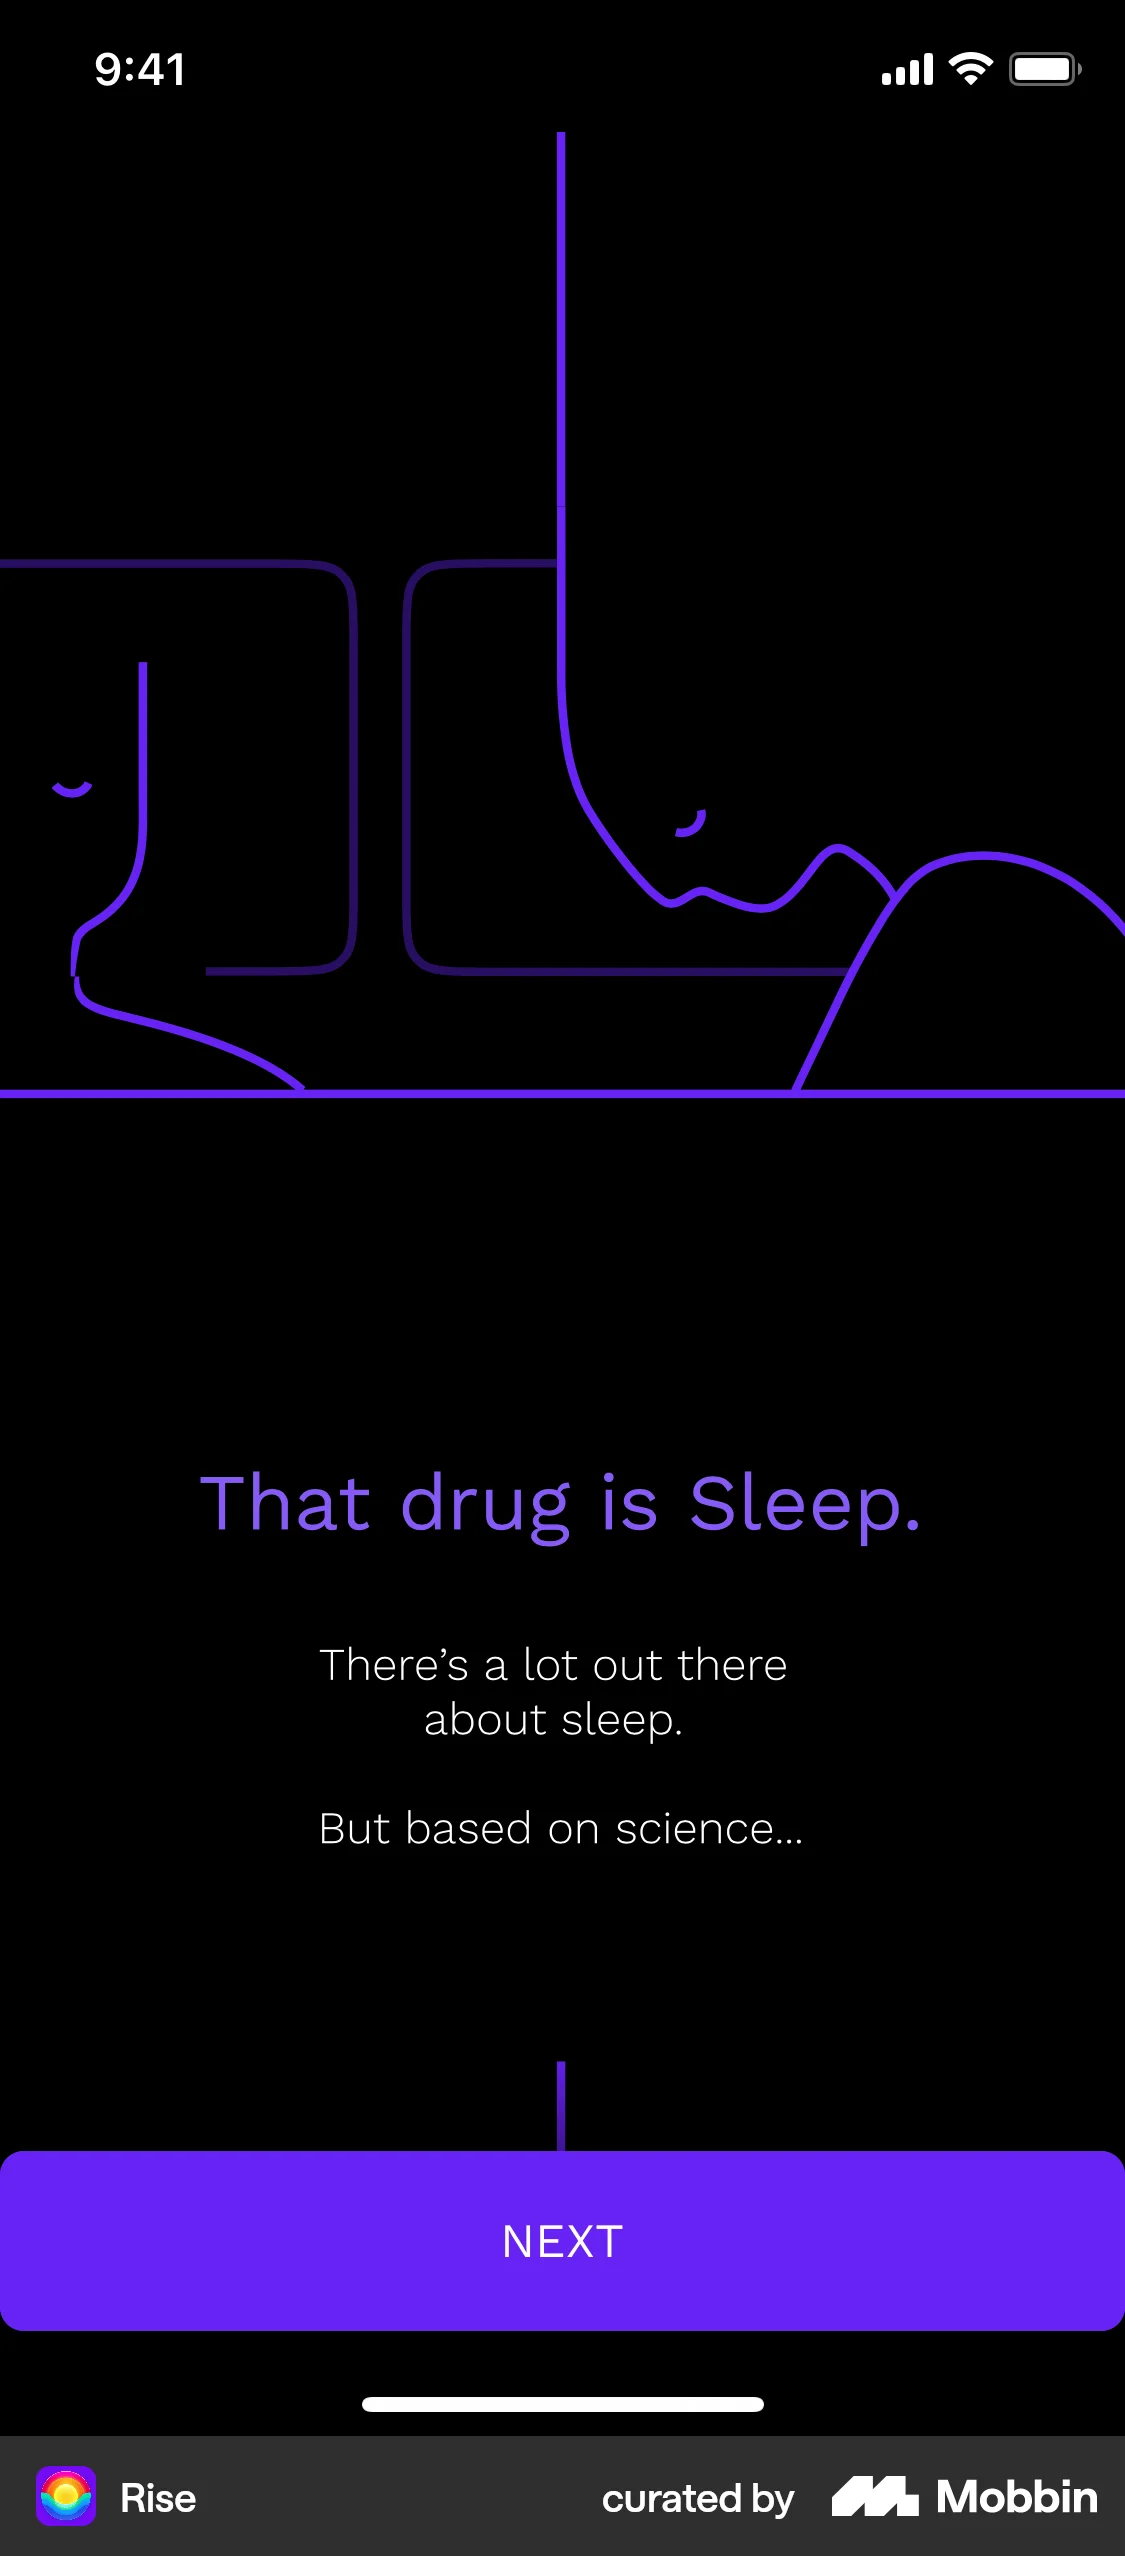 9:41
That drug is Sleep.
There’s a lot out there
about sleep.
But based on science...
NEXT
Rise
curated by Mobbin